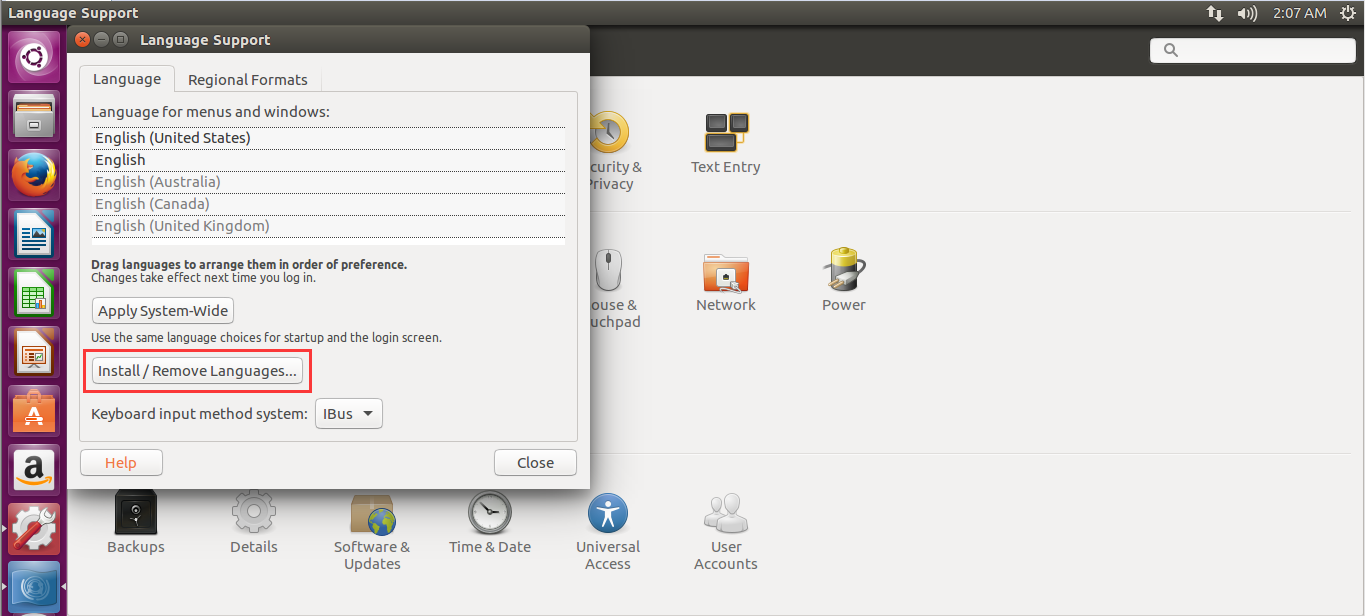 Language Support
2:07 AM
Language Support
Language
Regional Formats
Language for menus and windows:
English (United States)
English
English (Australia)
English (Canada)
English (United Kingdom)
Drag languages to arrange them in order of preference.
Changes take effect next time you log in.
Apply System-Wide
Use the same language choices for startup and the login screen.
Install / Remove Languages...
Keyboard input method system:
IBus
Help
Close
curity &
Privacy
Text Entry
ouse &
uchpad
Network
Power
Backups
Details
Software &
Updates
Time & Date
Universal
Access
User
Accounts